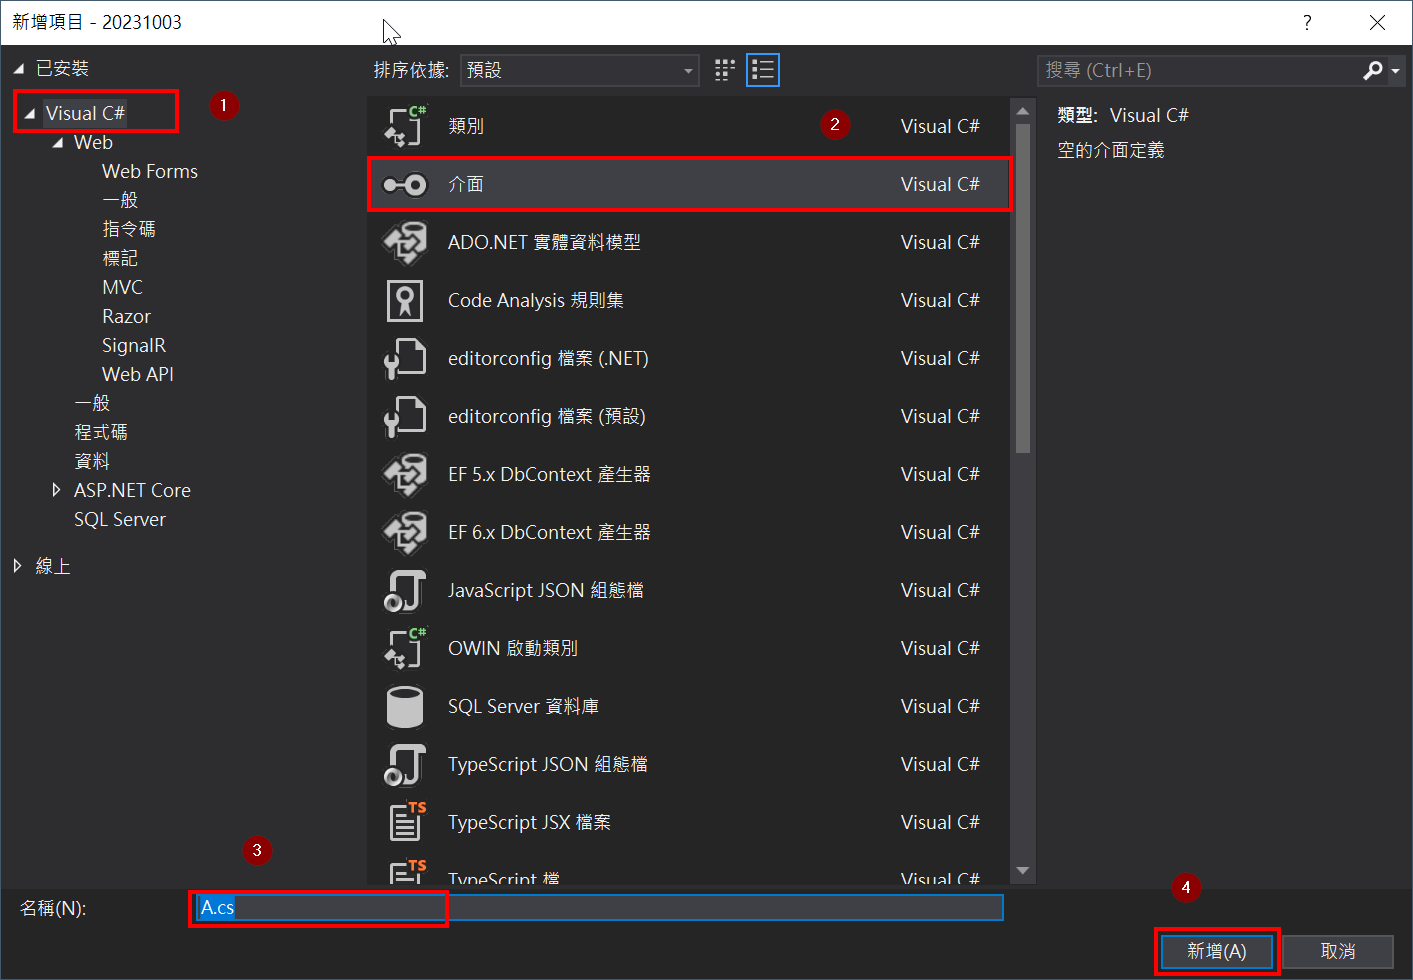 新增項目 - 20231003
?
已安裝
Visual C#
1
Web
Web Forms
一般
指令碼
標記
MVC
Razor
SignalR
Web API
一般
程式碼
資料
ASP.NET Core
SQL Server
線上
排序依據:
預設
搜尋 (Ctrl+E)
C#
類別
2
Visual C#
介面
Visual C#
ADO.NET 實體資料模型
Visual C#
Code Analysis 規則集
Visual C#
editorconfig 檔案 (.NET)
Visual C#
editorconfig 檔案 (預設)
Visual C#
EF 5.x DbContext 產生器
Visual C#
EF 6.x DbContext 產生器
Visual C#
JavaScript JSON 組態檔
Visual C#
C#
OWIN 啟動類別
Visual C#
SQL Server 資料庫
Visual C#
TypeScript JSON 組態檔
Visual C#
TS
TypeScript JSX 檔案
Visual C#
TS
TypeScript 檔
Visual C#
類型: Visual C#
空的介面定義
3
名稱(N):
A.cs
4
新增(A)
取消